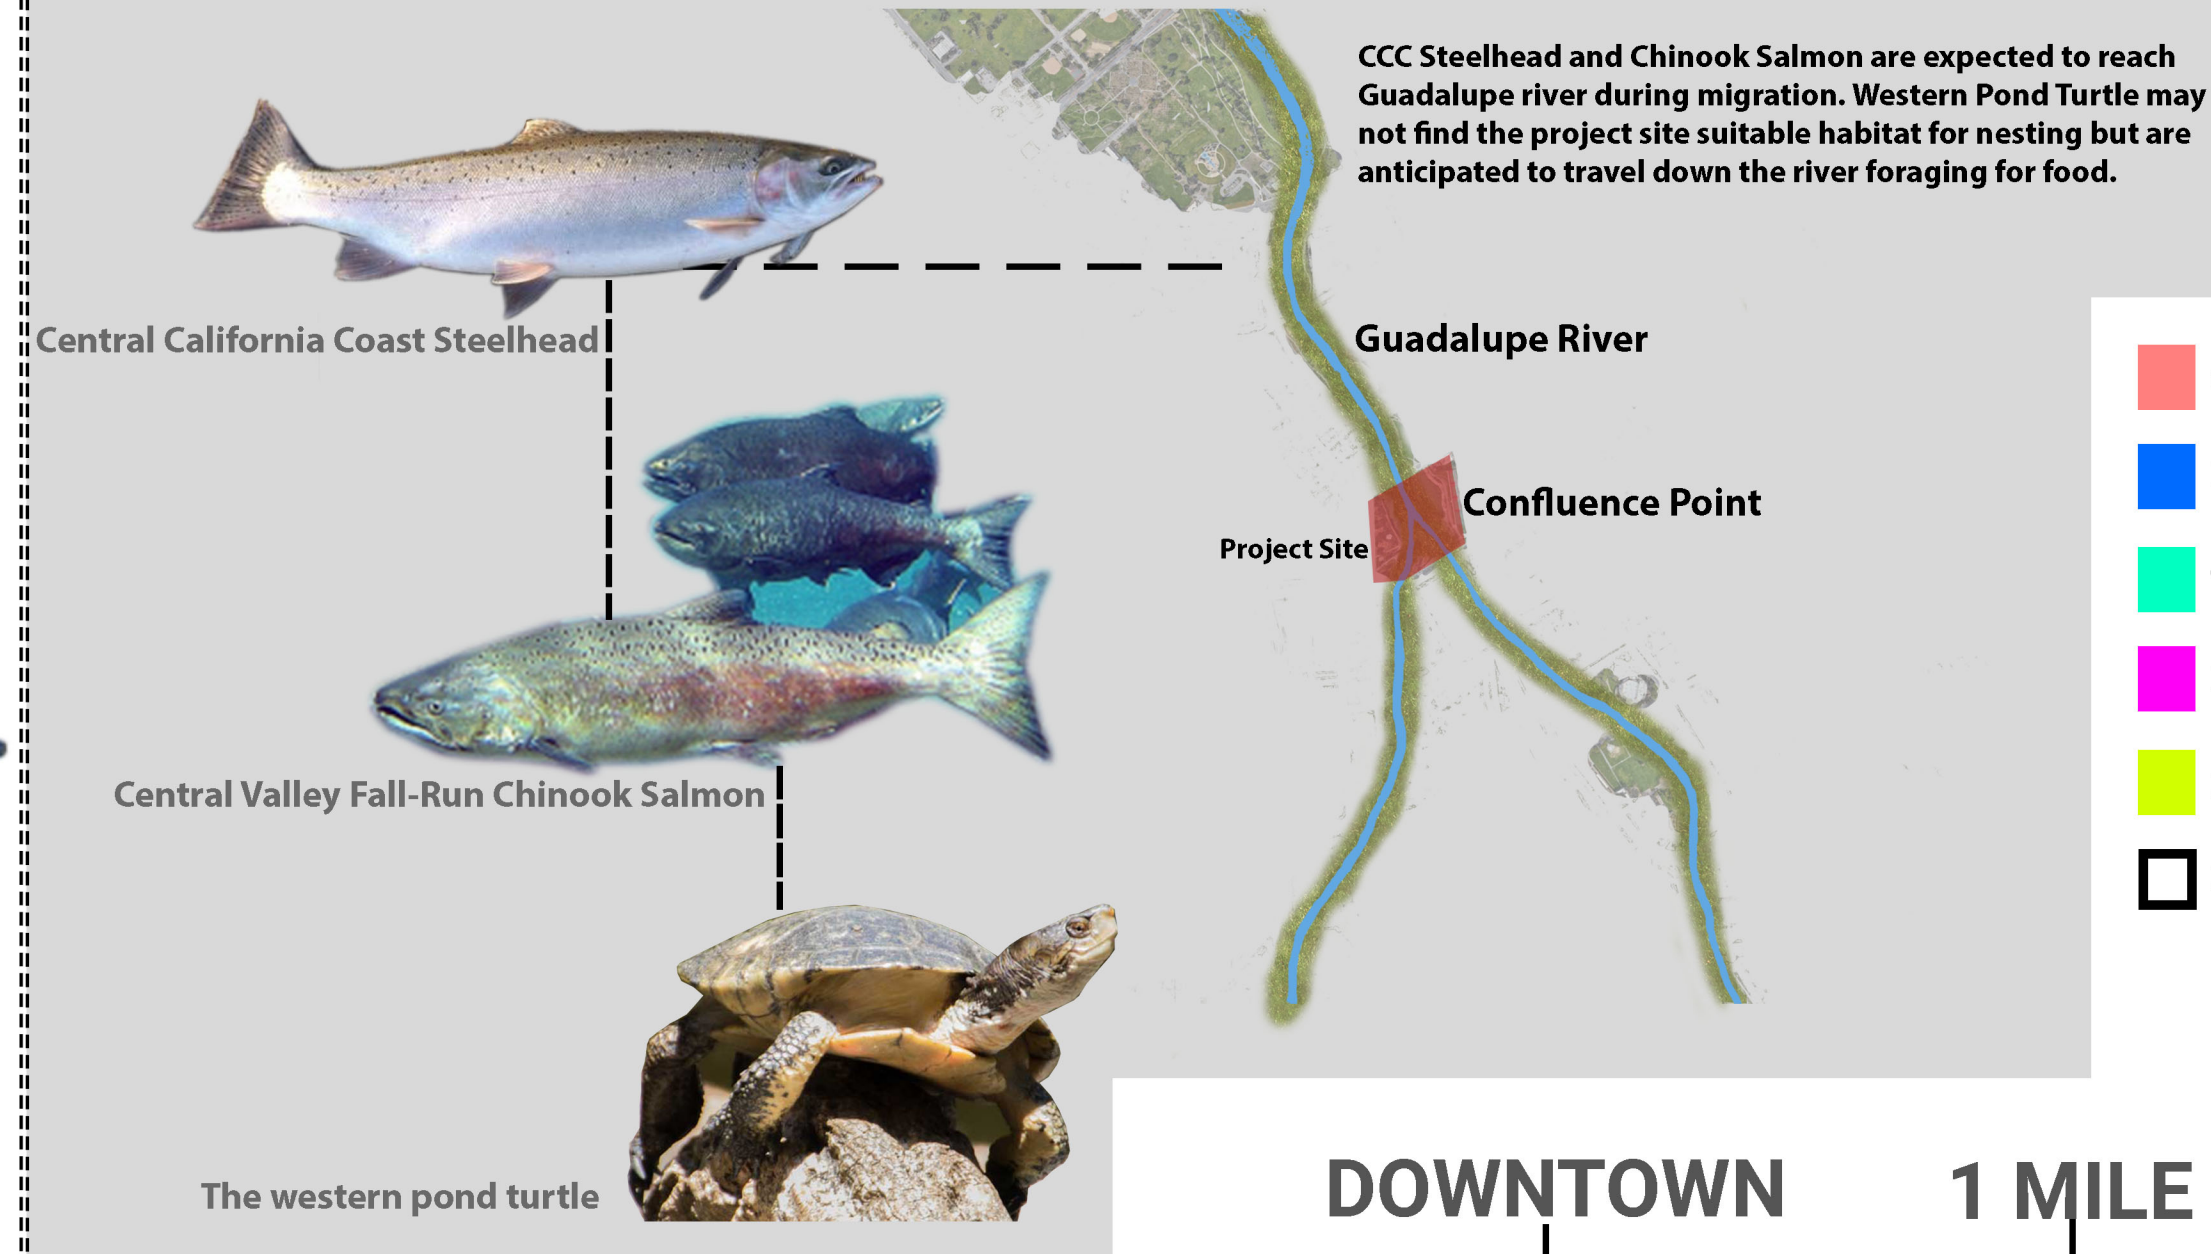 CCC Steelhead and Chinook Salmon are expected to reach
Guadalupe river during migration. Western Pond Turtle may
not find the project site suitable habitat for nesting but are
anticipated to travel down the river foraging for food.
Central California Coast Steelhead
Guadalupe River
Confluence Point
Project Site
Central Valley Fall-Run Chinook Salmon
The western pond turtle
DOWNTOWN
1 MILE